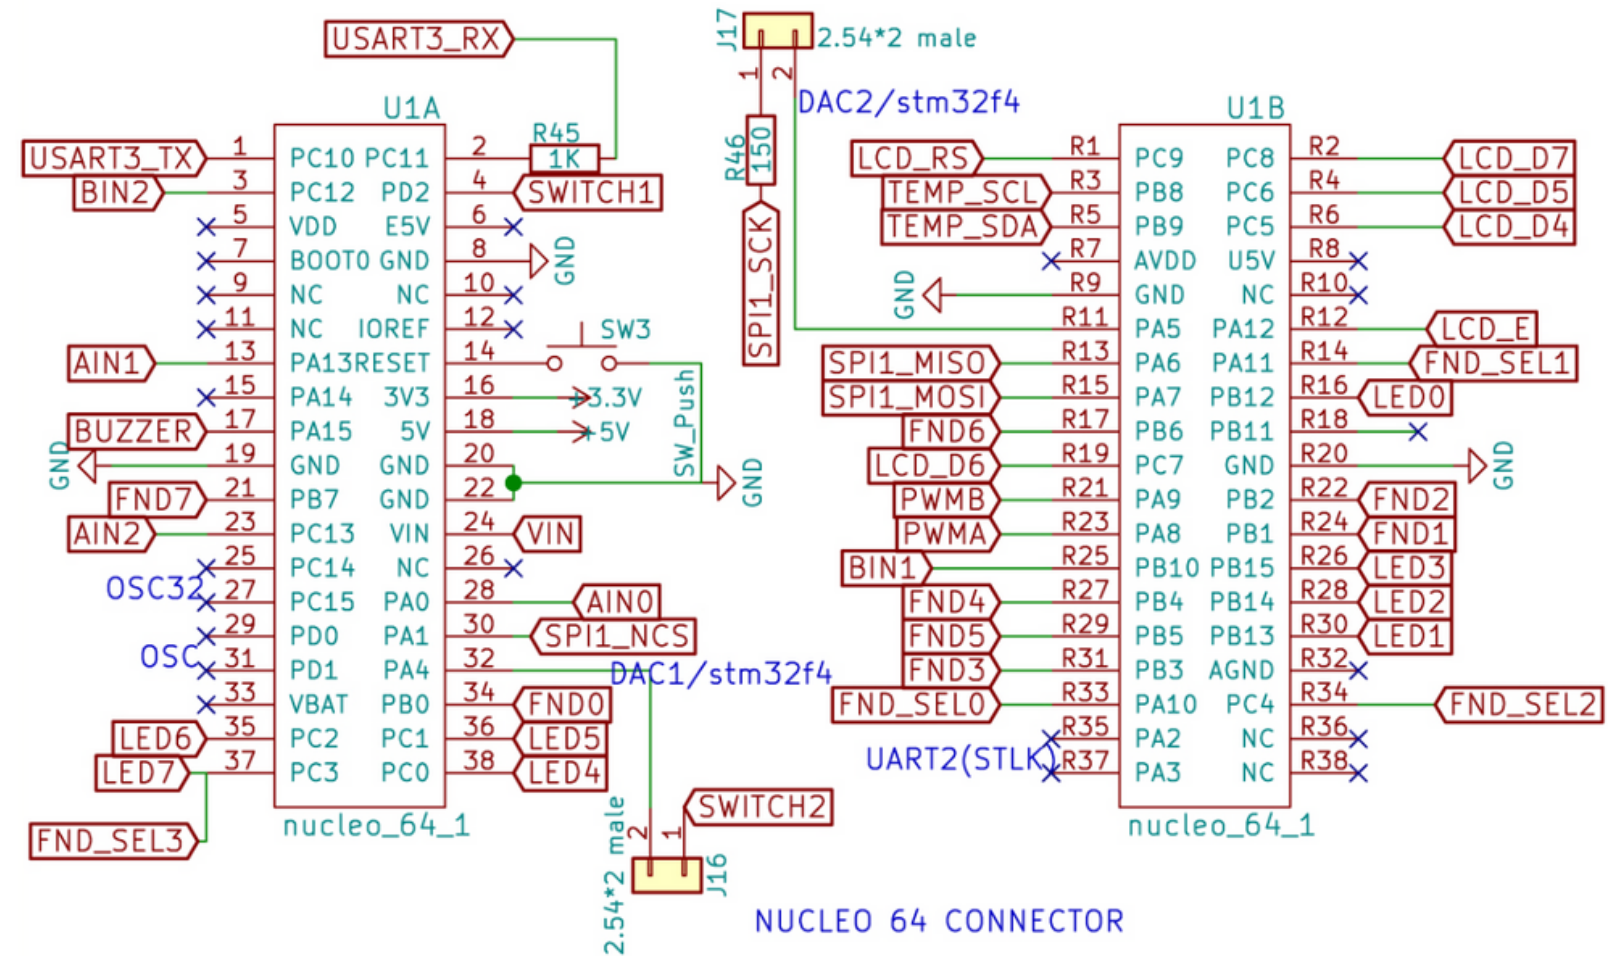 USART3_RX
J17
2.54*2 male
1 2
DAC2/stm32f4
R46
150
SPI1_SCK
U1A
R45
1K
USART3_TX 1 PC10 PC11 2
BIN2 3 PC12 PD2 4 SWITCH1
5 VDD E5V 6
7 BOOT0 GND 8 GND
9 NC NC 10
11 NC IOREF 12
SW3
AIN1 13 PA13 RESET 14
15 PA14 3V3 16 +3.3V
BUZZER 17 PA15 5V 18 +5V
SW_Push
GND 19 GND GND 20
GND
FND7 21 PB7 GND 22
AIN2 23 PC13 VIN 24 VIN
25 PC14 NC 26
OSC32
27 PC15 PA0 28 AIN0
29 PD0 PA1 30 SPI1_NCS
OSC
31 PD1 PA4 32
DAC1/stm32f4
33 VBAT PB0 34 FND0
LED6 35 PC2 PC1 36 LED5
LED7 37 PC3 PC0 38 LED4
FND_SEL3
nucleo_64_1
SWITCH2
2 1
2.54*2 male
J16
U1B
LCD_RS R1 PC9 PC8 R2 LCD_D7
TEMP_SCL R3 PB8 PC6 R4 LCD_D5
TEMP_SDA R5 PB9 PC5 R6 LCD_D4
R7 AVDD U5V R8
GND R9 GND NC R10
R11 PA5 PA12 R12 LCD_E
SPI1_MISO R13 PA6 PA11 R14 FND_SEL1
SPI1_MOSI R15 PA7 PB12 R16 LED0
FND6 R17 PB6 PB11 R18
LCD_D6 R19 PC7 GND R20 GND
PWMB R21 PA9 PB2 R22 FND2
PWMA R23 PA8 PB1 R24 FND1
BIN1 R25 PB10 PB15 R26 LED3
FND4 R27 PB4 PB14 R28 LED2
FND5 R29 PB5 PB13 R30 LED1
FND3 R31 PB3 AGND R32
FND_SEL0 R33 PA10 PC4 R34 FND_SEL2
R35 PA2 NC R36
UART2(STLK)
R37 PA3 NC R38
nucleo_64_1
NUCLEO 64 CONNECTOR